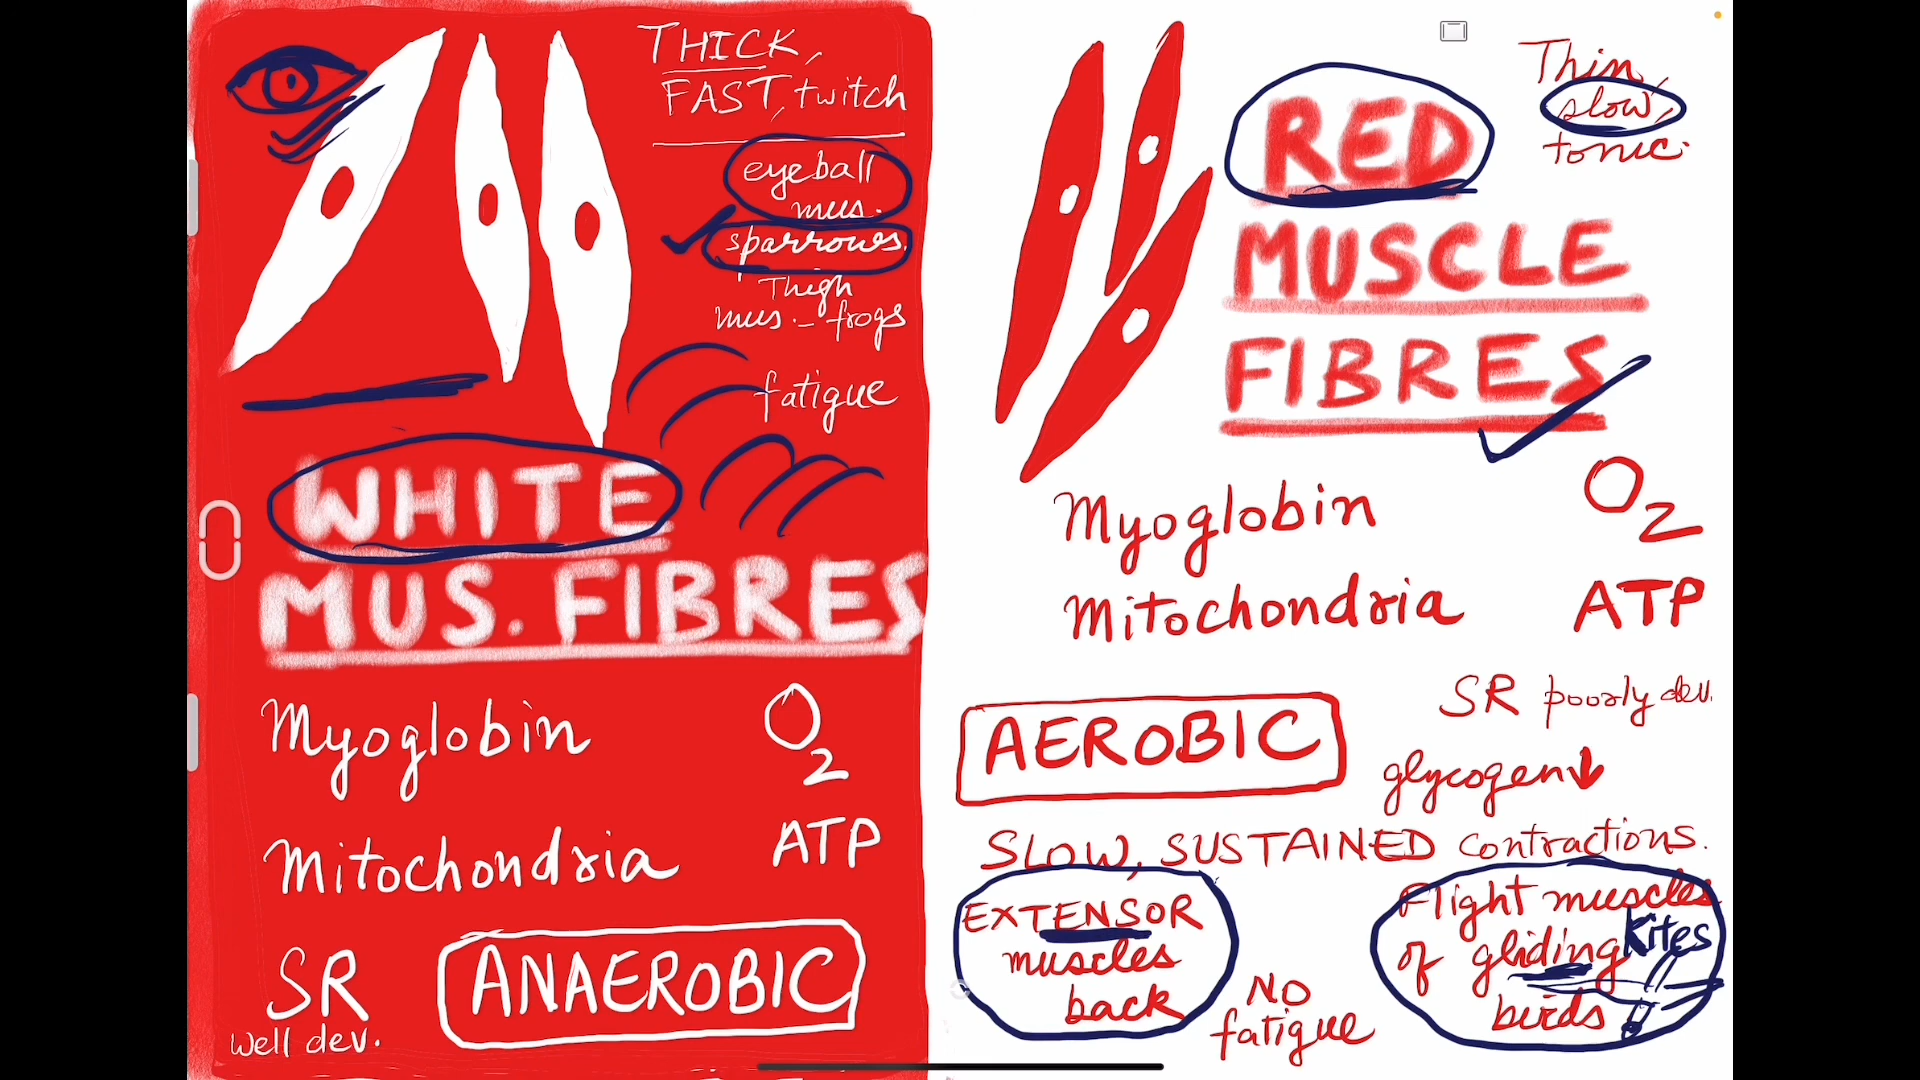 THICK,
FAST, twitch
eyeball
mus.
sparrows.
Thigh
mus. - frogs
fatigue
WHITE
MUS. FIBRES
Myoglobin
O2
Mitochondria
ATP
SR
well dev.
ANAEROBIC
Thin,
slow,
tonic.
RED
MUSCLE
FIBRES
Myoglobin
O2
Mitochondria
ATP
SR poorly dev.
AEROBIC
glycogen↓
SLOW, SUSTAINED contractions.
EXTENSOR
muscles
back
NO
fatigue
Flight muscles
of gliding Kites
birds